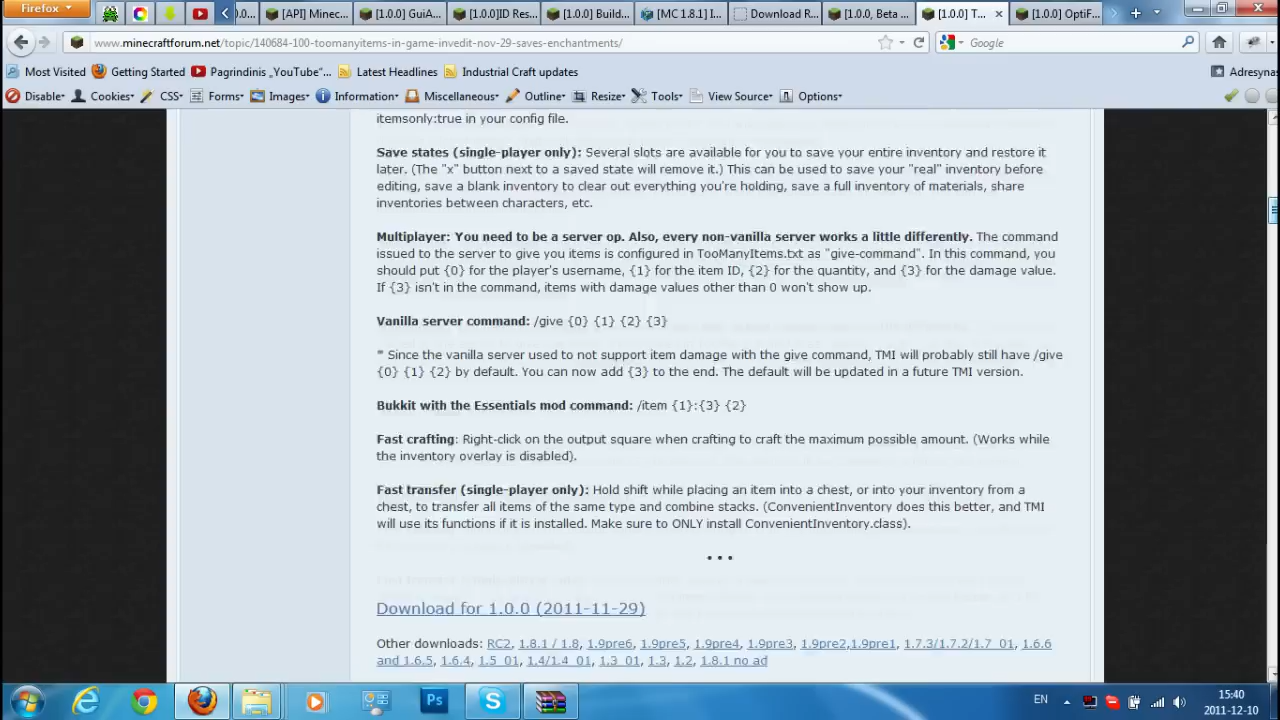 Firefox
0.0]...
[API] Minec...
[1.0.0] GuiA...
[1.0.0]ID Res...
[1.0.0] Build...
[MC 1.8.1] I...
Download R...
[1.0.0, Beta ...
[1.0.0] T...
[1.0.0] OptiF...
www.minecraftforum.net/topic/140684-100-toomanyitems-in-game-invedit-nov-29-saves-enchantments/
Google
Most Visited Getting Started Pagrindinis „YouTube“... Latest Headlines Industrial Craft updates Adresynas
Disable Cookies CSS Forms Images Information Miscellaneous Outline Resize Tools View Source Options
itemsonly:true in your config file.
Save states (single-player only): Several slots are available for you to save your entire inventory and restore it
later. (The "x" button next to a saved state will remove it.) This can be used to save your "real" inventory before
editing, save a blank inventory to clear out everything you're holding, save a full inventory of materials, share
inventories between characters, etc.
Multiplayer: You need to be a server op. Also, every non-vanilla server works a little differently. The command
issued to the server to give you items is configured in TooManyItems.txt as "give-command". In this command, you
should put {0} for the player's username, {1} for the item ID, {2} for the quantity, and {3} for the damage value.
If {3} isn't in the command, items with damage values other than 0 won't show up.
Vanilla server command: /give {0} {1} {2} {3}
* Since the vanilla server used to not support item damage with the give command, TMI will probably still have /give
{0} {1} {2} by default. You can now add {3} to the end. The default will be updated in a future TMI version.
Bukkit with the Essentials mod command: /item {1}:{3} {2}
Fast crafting: Right-click on the output square when crafting to craft the maximum possible amount. (Works while
the inventory overlay is disabled).
Fast transfer (single-player only): Hold shift while placing an item into a chest, or into your inventory from a
chest, to transfer all items of the same type and combine stacks. (ConvenientInventory does this better, and TMI
will use its functions if it is installed. Make sure to ONLY install ConvenientInventory.class).
• • •
Download for 1.0.0 (2011-11-29)
Other downloads: RC2, 1.8.1 / 1.8, 1.9pre6, 1.9pre5, 1.9pre4, 1.9pre3, 1.9pre2,1.9pre1, 1.7.3/1.7.2/1.7_01, 1.6.6
and 1.6.5, 1.6.4, 1.5_01, 1.4/1.4_01, 1.3_01, 1.3, 1.2, 1.8.1 no ad
Ps
EN
15:40
2011-12-10